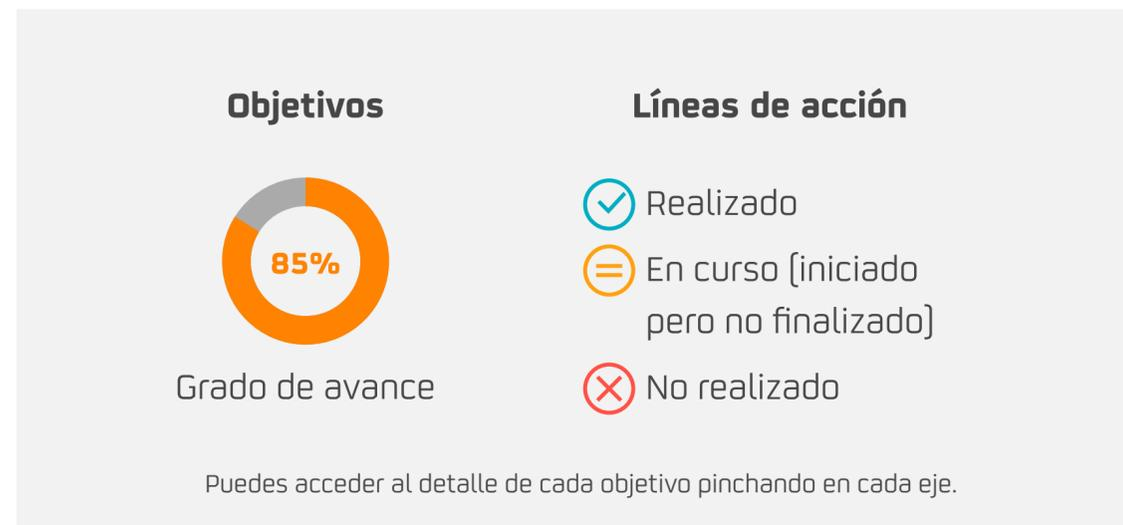 Objetivos
85%
Grado de avance
Líneas de acción
Realizado
En curso (iniciado
pero no finalizado)
No realizado
Puedes acceder al detalle de cada objetivo pinchando en cada eje.